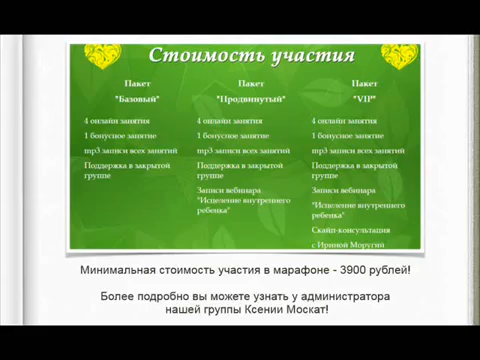 Стоимость участия
Пакет
"Базовый"
4 онлайн занятия
1 бонусное занятие
mp3 записи всех занятий
Поддержка в закрытой
группе
Пакет
"Продвинутый"
4 онлайн занятия
1 бонусное занятие
mp3 записи всех занятий
Поддержка в закрытой
группе
Записи вебинара
"Исцеление внутреннего
ребенка"
Пакет
"VIP"
4 онлайн занятия
1 бонусное занятие
mp3 записи всех занятий
Поддержка в закрытой
группе
Записи вебинара
"Исцеление внутреннего
ребенка"
Скайп-консультация
с Ириной Моругий
Минимальная стоимость участия в марафоне - 3900 рублей!
Более подробно вы можете узнать у администратора
нашей группы Ксении Москат!